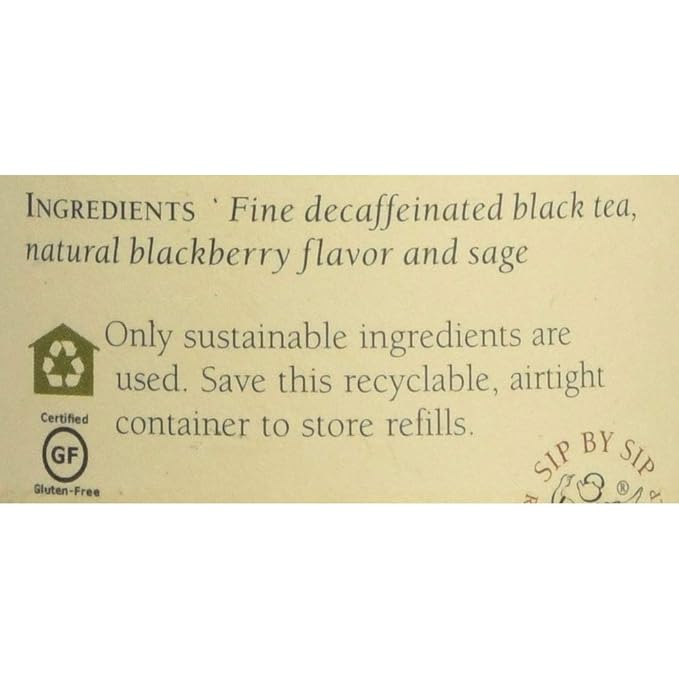 INGREDIENTS ‘ Fine decaffeinated black tea,
natural blackberry flavor and sage
Only sustainable ingredients are
used. Save this recyclable, airtight
container to store refills.
Certified
GF
Gluten-Free
SIP BY SIP
®